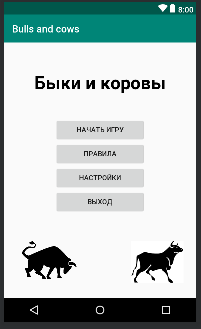 8:00
Bulls and cows
Быки и коровы
НАЧАТЬ ИГРУ
ПРАВИЛА
НАСТРОЙКИ
ВЫХОД